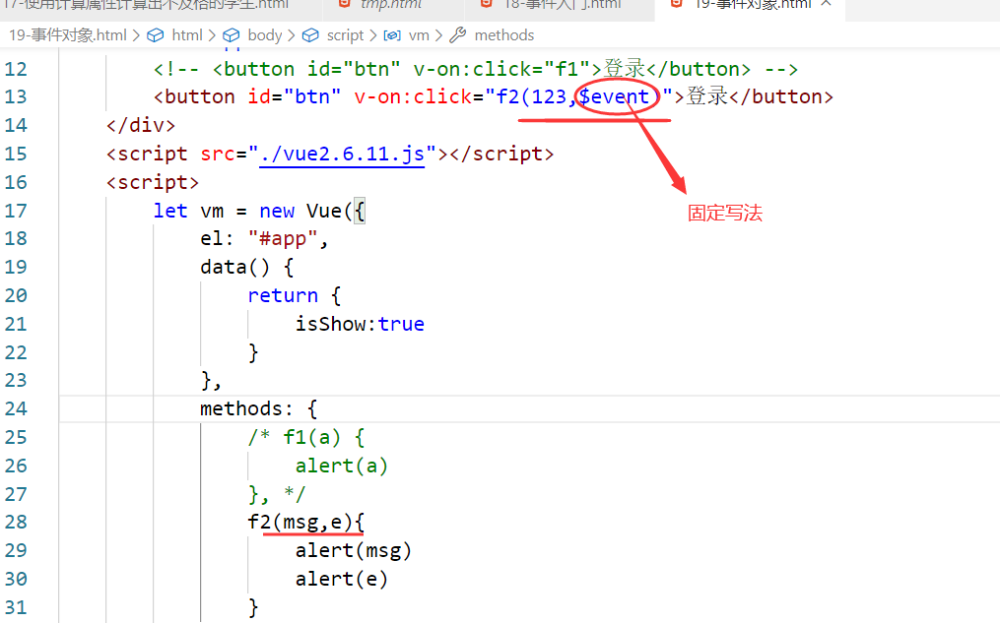 17-使用计算属性计算出不及格的学生.html tmp.html 18-事件入门.html 19-事件对象.html
19-事件对象.html > html > body > script > vm > methods
12 <!-- <button id="btn" v-on:click="f1">登录</button> -->
13 <button id="btn" v-on:click="f2(123,$event)">登录</button>
14 </div>
15 <script src="./vue2.6.11.js"></script>
16 <script>
17 let vm = new Vue({
固定写法
18 el: "#app",
19 data() {
20 return {
21 isShow:true
22 }
23 },
24 methods: {
25 /* f1(a) {
26 alert(a)
27 }, */
28 f2(msg,e){
29 alert(msg)
30 alert(e)
31 }